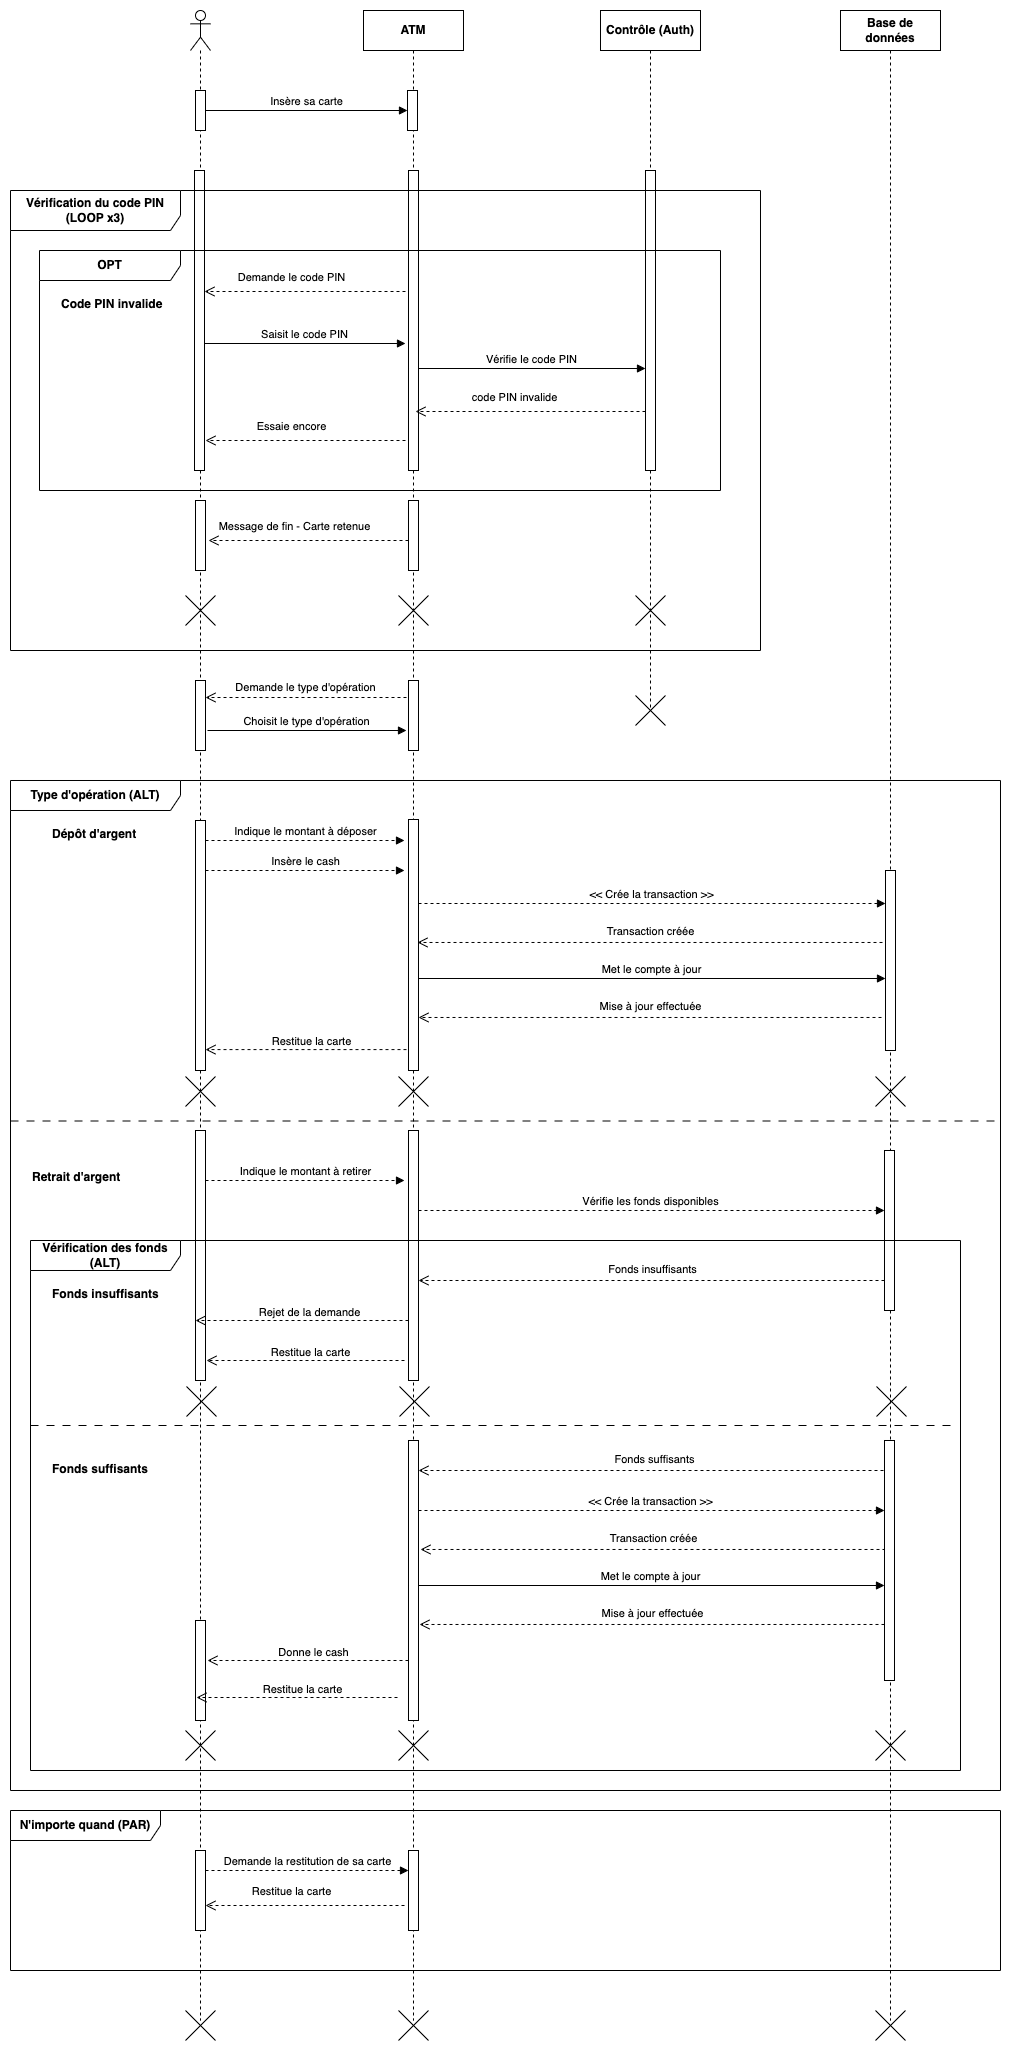 ATM
Contrôle (Auth)
Base de
données
Insère sa carte
Vérification du code PIN
(LOOP x3)
OPT
Demande le code PIN
Code PIN invalide
Saisit le code PIN
Vérifie le code PIN
code PIN invalide
Essaie encore
Message de fin - Carte retenue
Demande le type d'opération
Choisit le type d'opération
Type d'opération (ALT)
Dépôt d'argent
Indique le montant à déposer
Insère le cash
<< Crée la transaction >>
Transaction créée
Met le compte à jour
Mise à jour effectuée
Restitue la carte
Retrait d'argent
Indique le montant à retirer
Vérifie les fonds disponibles
Vérification des fonds
(ALT)
Fonds insuffisants
Fonds insuffisants
Rejet de la demande
Restitue la carte
Fonds suffisants
Fonds suffisants
<< Crée la transaction >>
Transaction créée
Met le compte à jour
Mise à jour effectuée
Donne le cash
Restitue la carte
N'importe quand (PAR)
Demande la restitution de sa carte
Restitue la carte